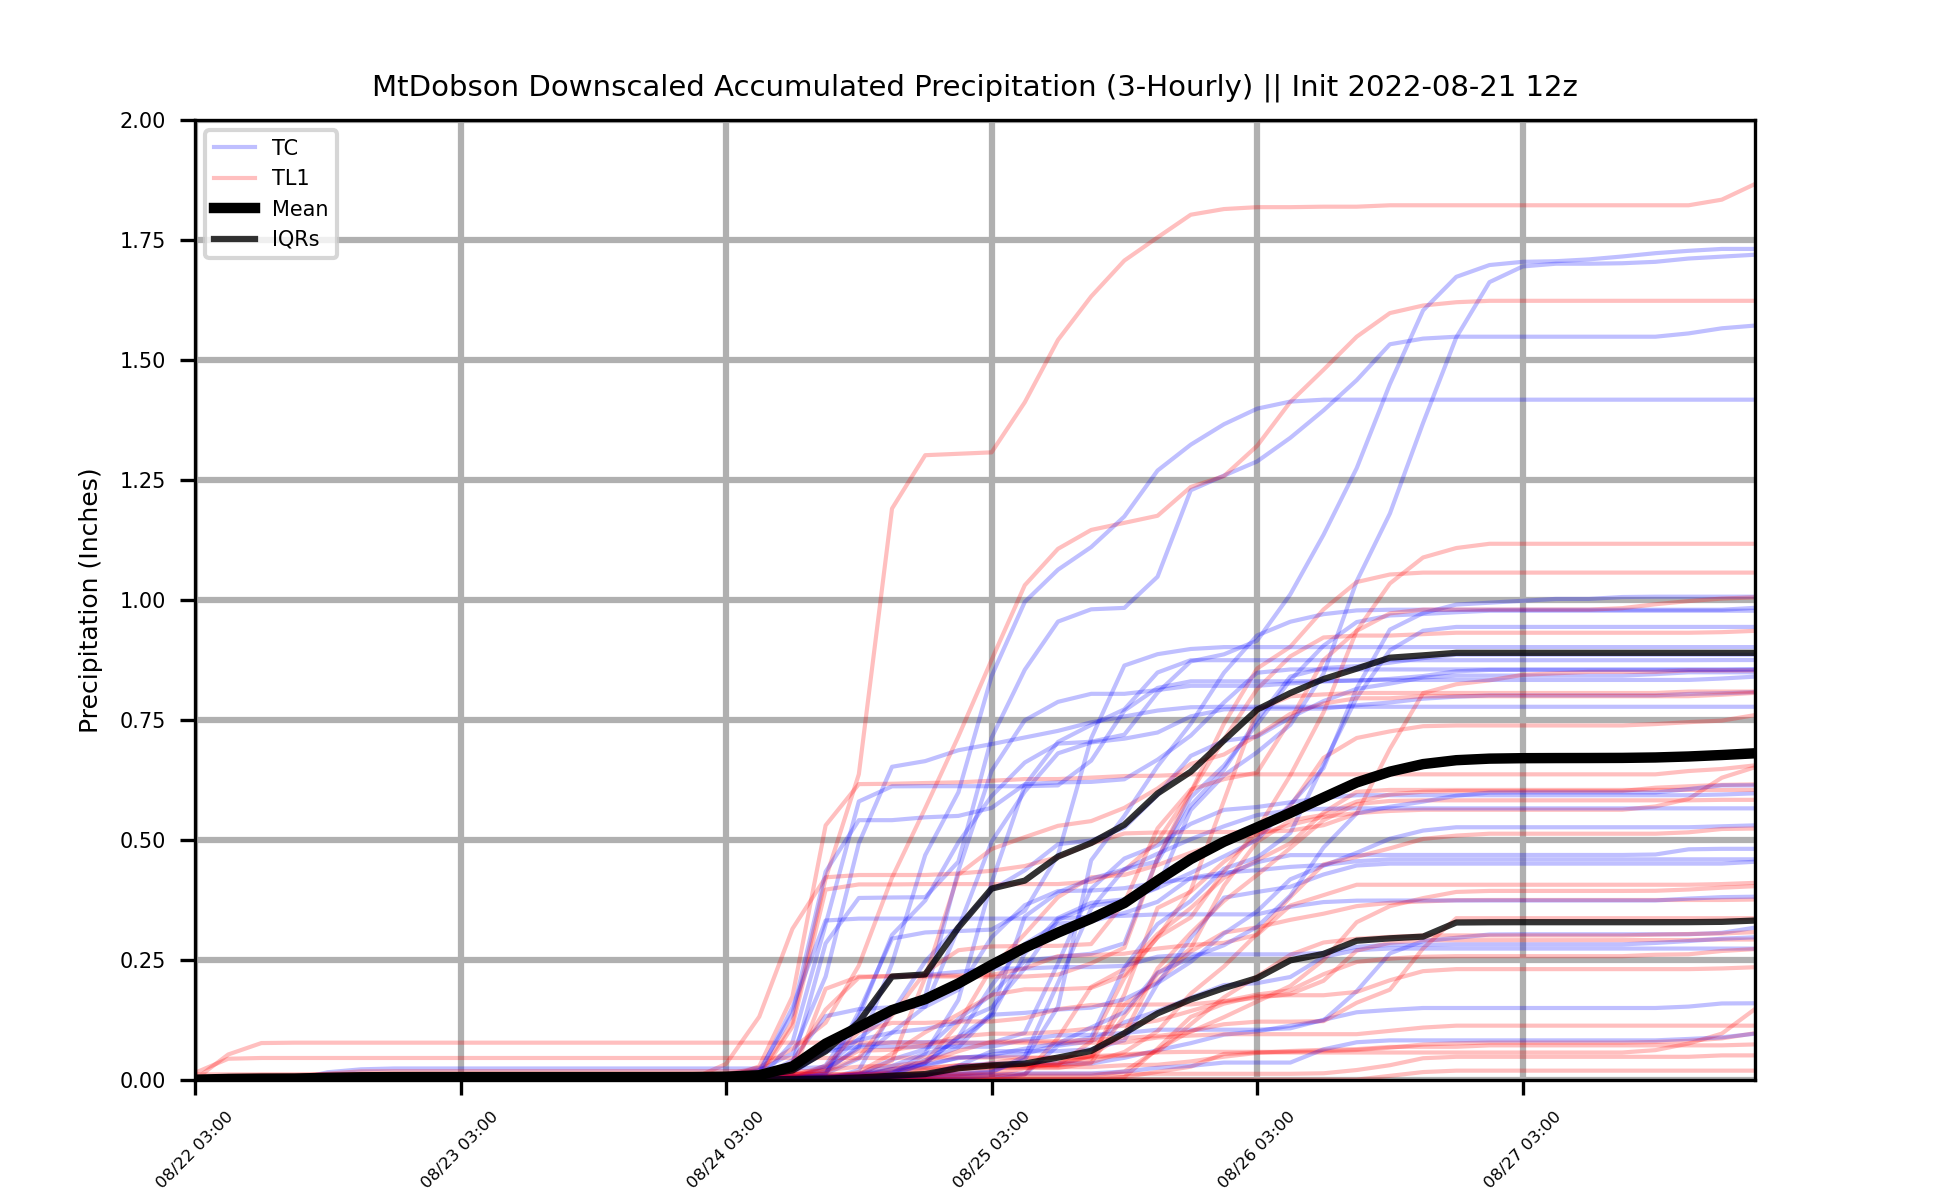 MtDobson Downscaled Accumulated Precipitation (3-Hourly) || Init 2022-08-21 12z
TC
TL1
Mean
IQRs
Precipitation (Inches)
2.00
1.75
1.50
1.25
1.00
0.75
0.50
0.25
0.00
08/22 03:00
08/23 03:00
08/24 03:00
08/25 03:00
08/26 03:00
08/27 03:00